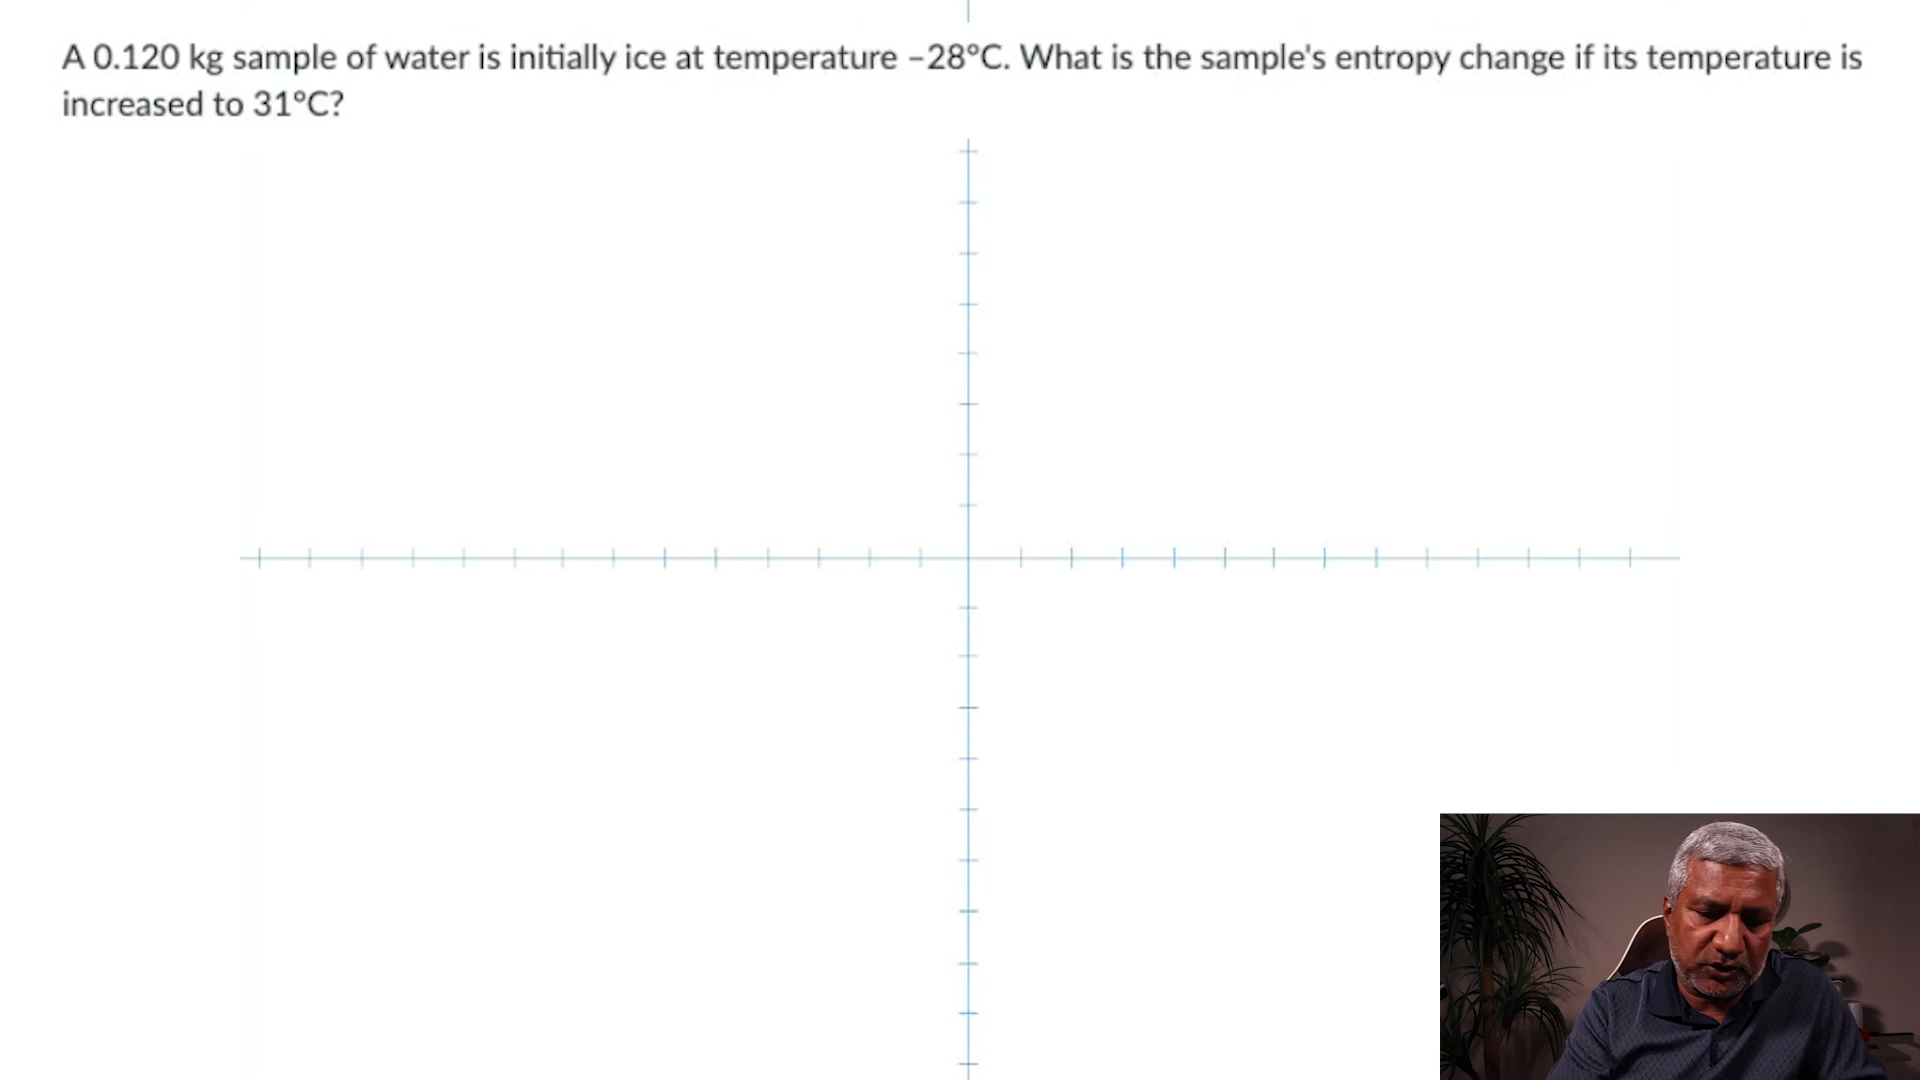 A 0.120 kg sample of water is initially ice at temperature −28°C. What is the sample's entropy change if its temperature is
increased to 31°C?